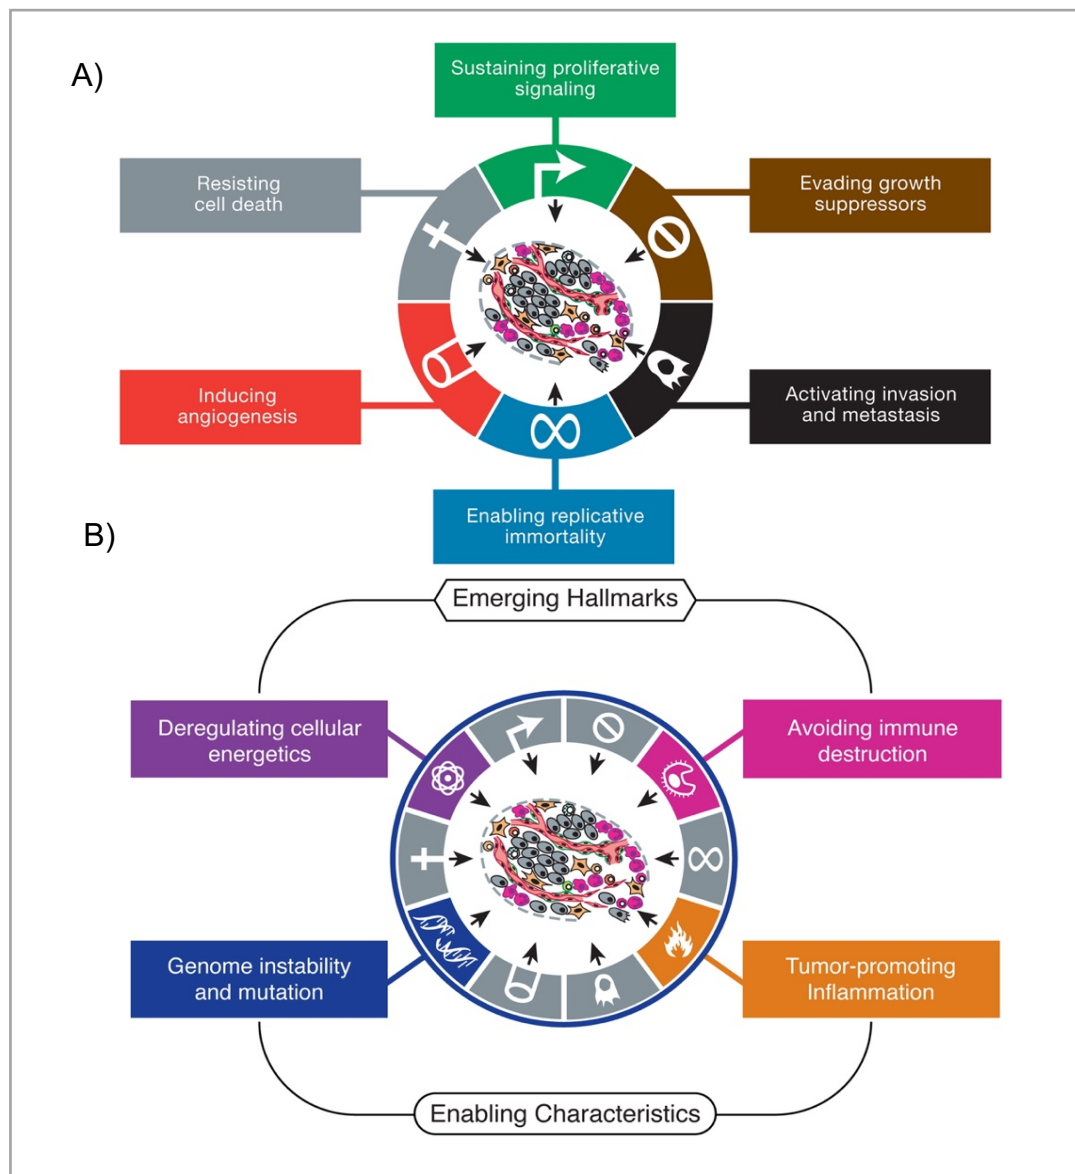 A)
Sustaining proliferative
signaling
Resisting
cell death
Evading growth
suppressors
Inducing
angiogenesis
Activating invasion
and metastasis
Enabling replicative
immortality
B)
Emerging Hallmarks
Deregulating cellular
energetics
Avoiding immune
destruction
Genome instability
and mutation
Tumor-promoting
Inflammation
Enabling Characteristics